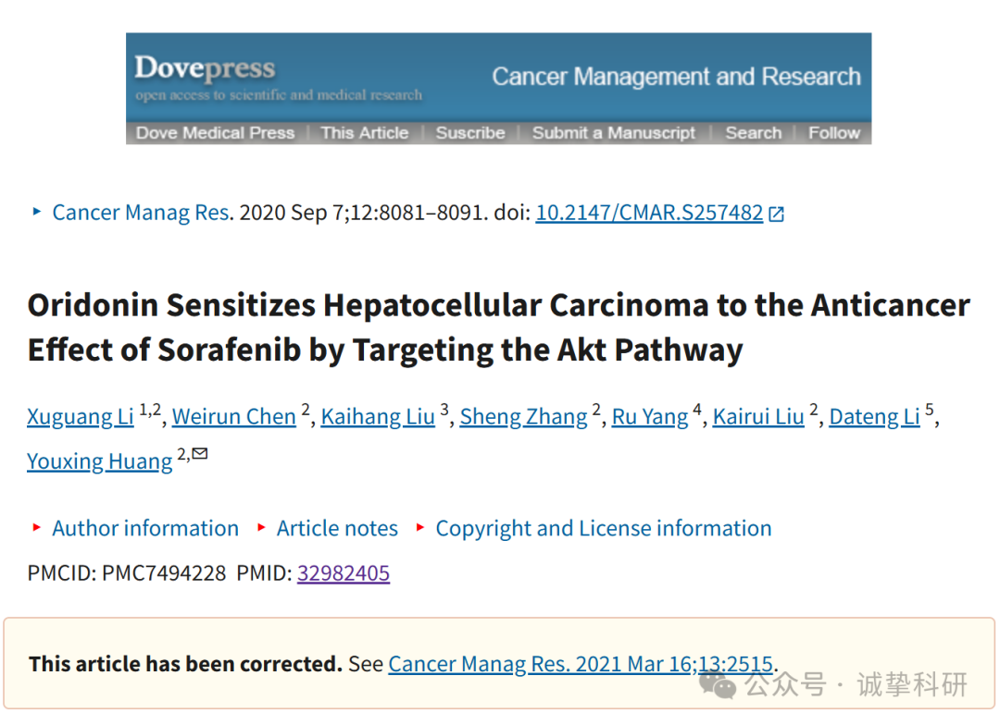 Dovepress
open access to scientific and medical research
Cancer Management and Research
Dove Medical Press | This Article | Suscribe | Submit a Manuscript | Search | Follow
Cancer Manag Res. 2020 Sep 7;12:8081–8091. doi: 10.2147/CMAR.S257482
Oridonin Sensitizes Hepatocellular Carcinoma to the Anticancer
Effect of Sorafenib by Targeting the Akt Pathway
Xuguang Li 1,2, Weirun Chen 2, Kaihang Liu 3, Sheng Zhang 2, Ru Yang 4, Kairui Liu 2, Dateng Li 5,
Youxing Huang 2,✉
Author information Article notes Copyright and License information
PMCID: PMC7494228 PMID: 32982405
This article has been corrected. See Cancer Manag Res. 2021 Mar 16;13:2515.
公众号 · 诚挚科研